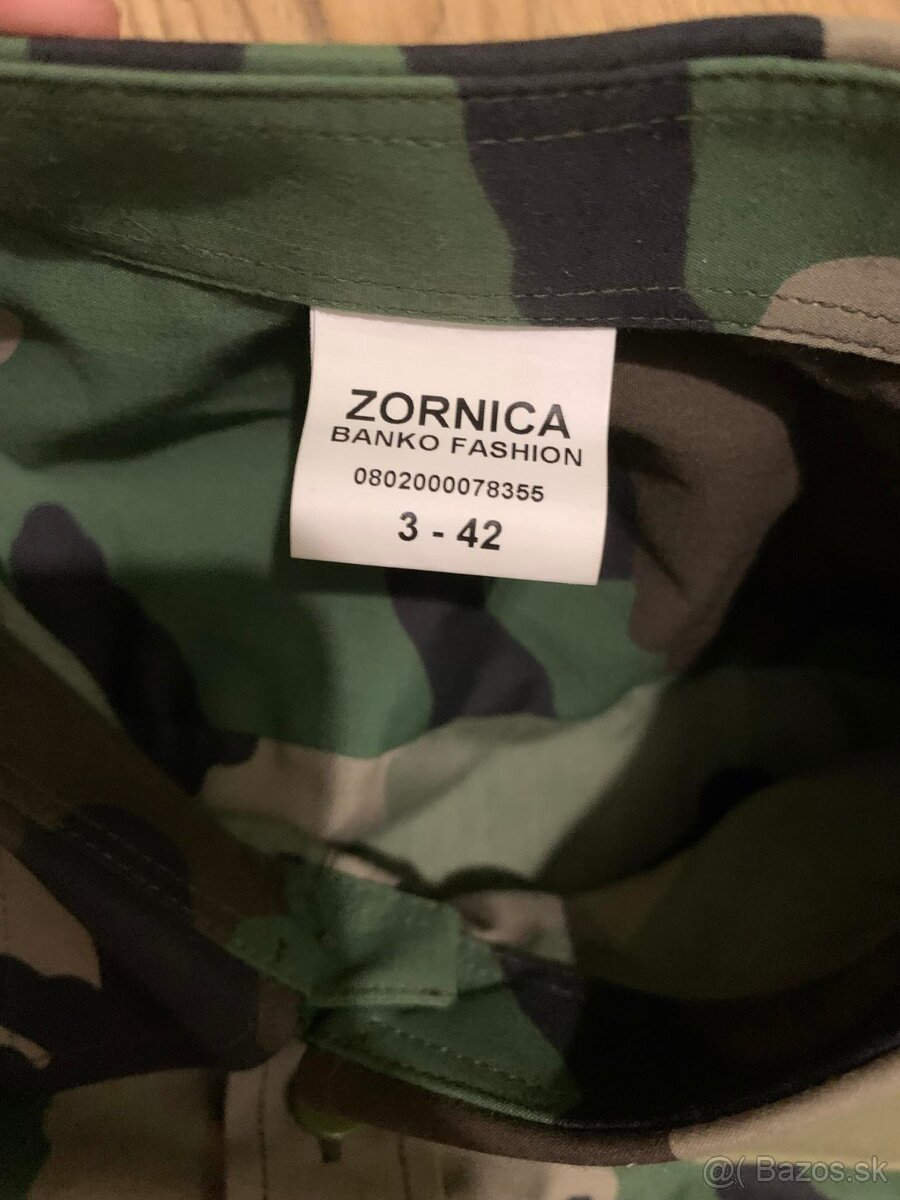 ZORNICA
BANKO FASHION
0802000078355
3 - 42
@( Bazos.sk